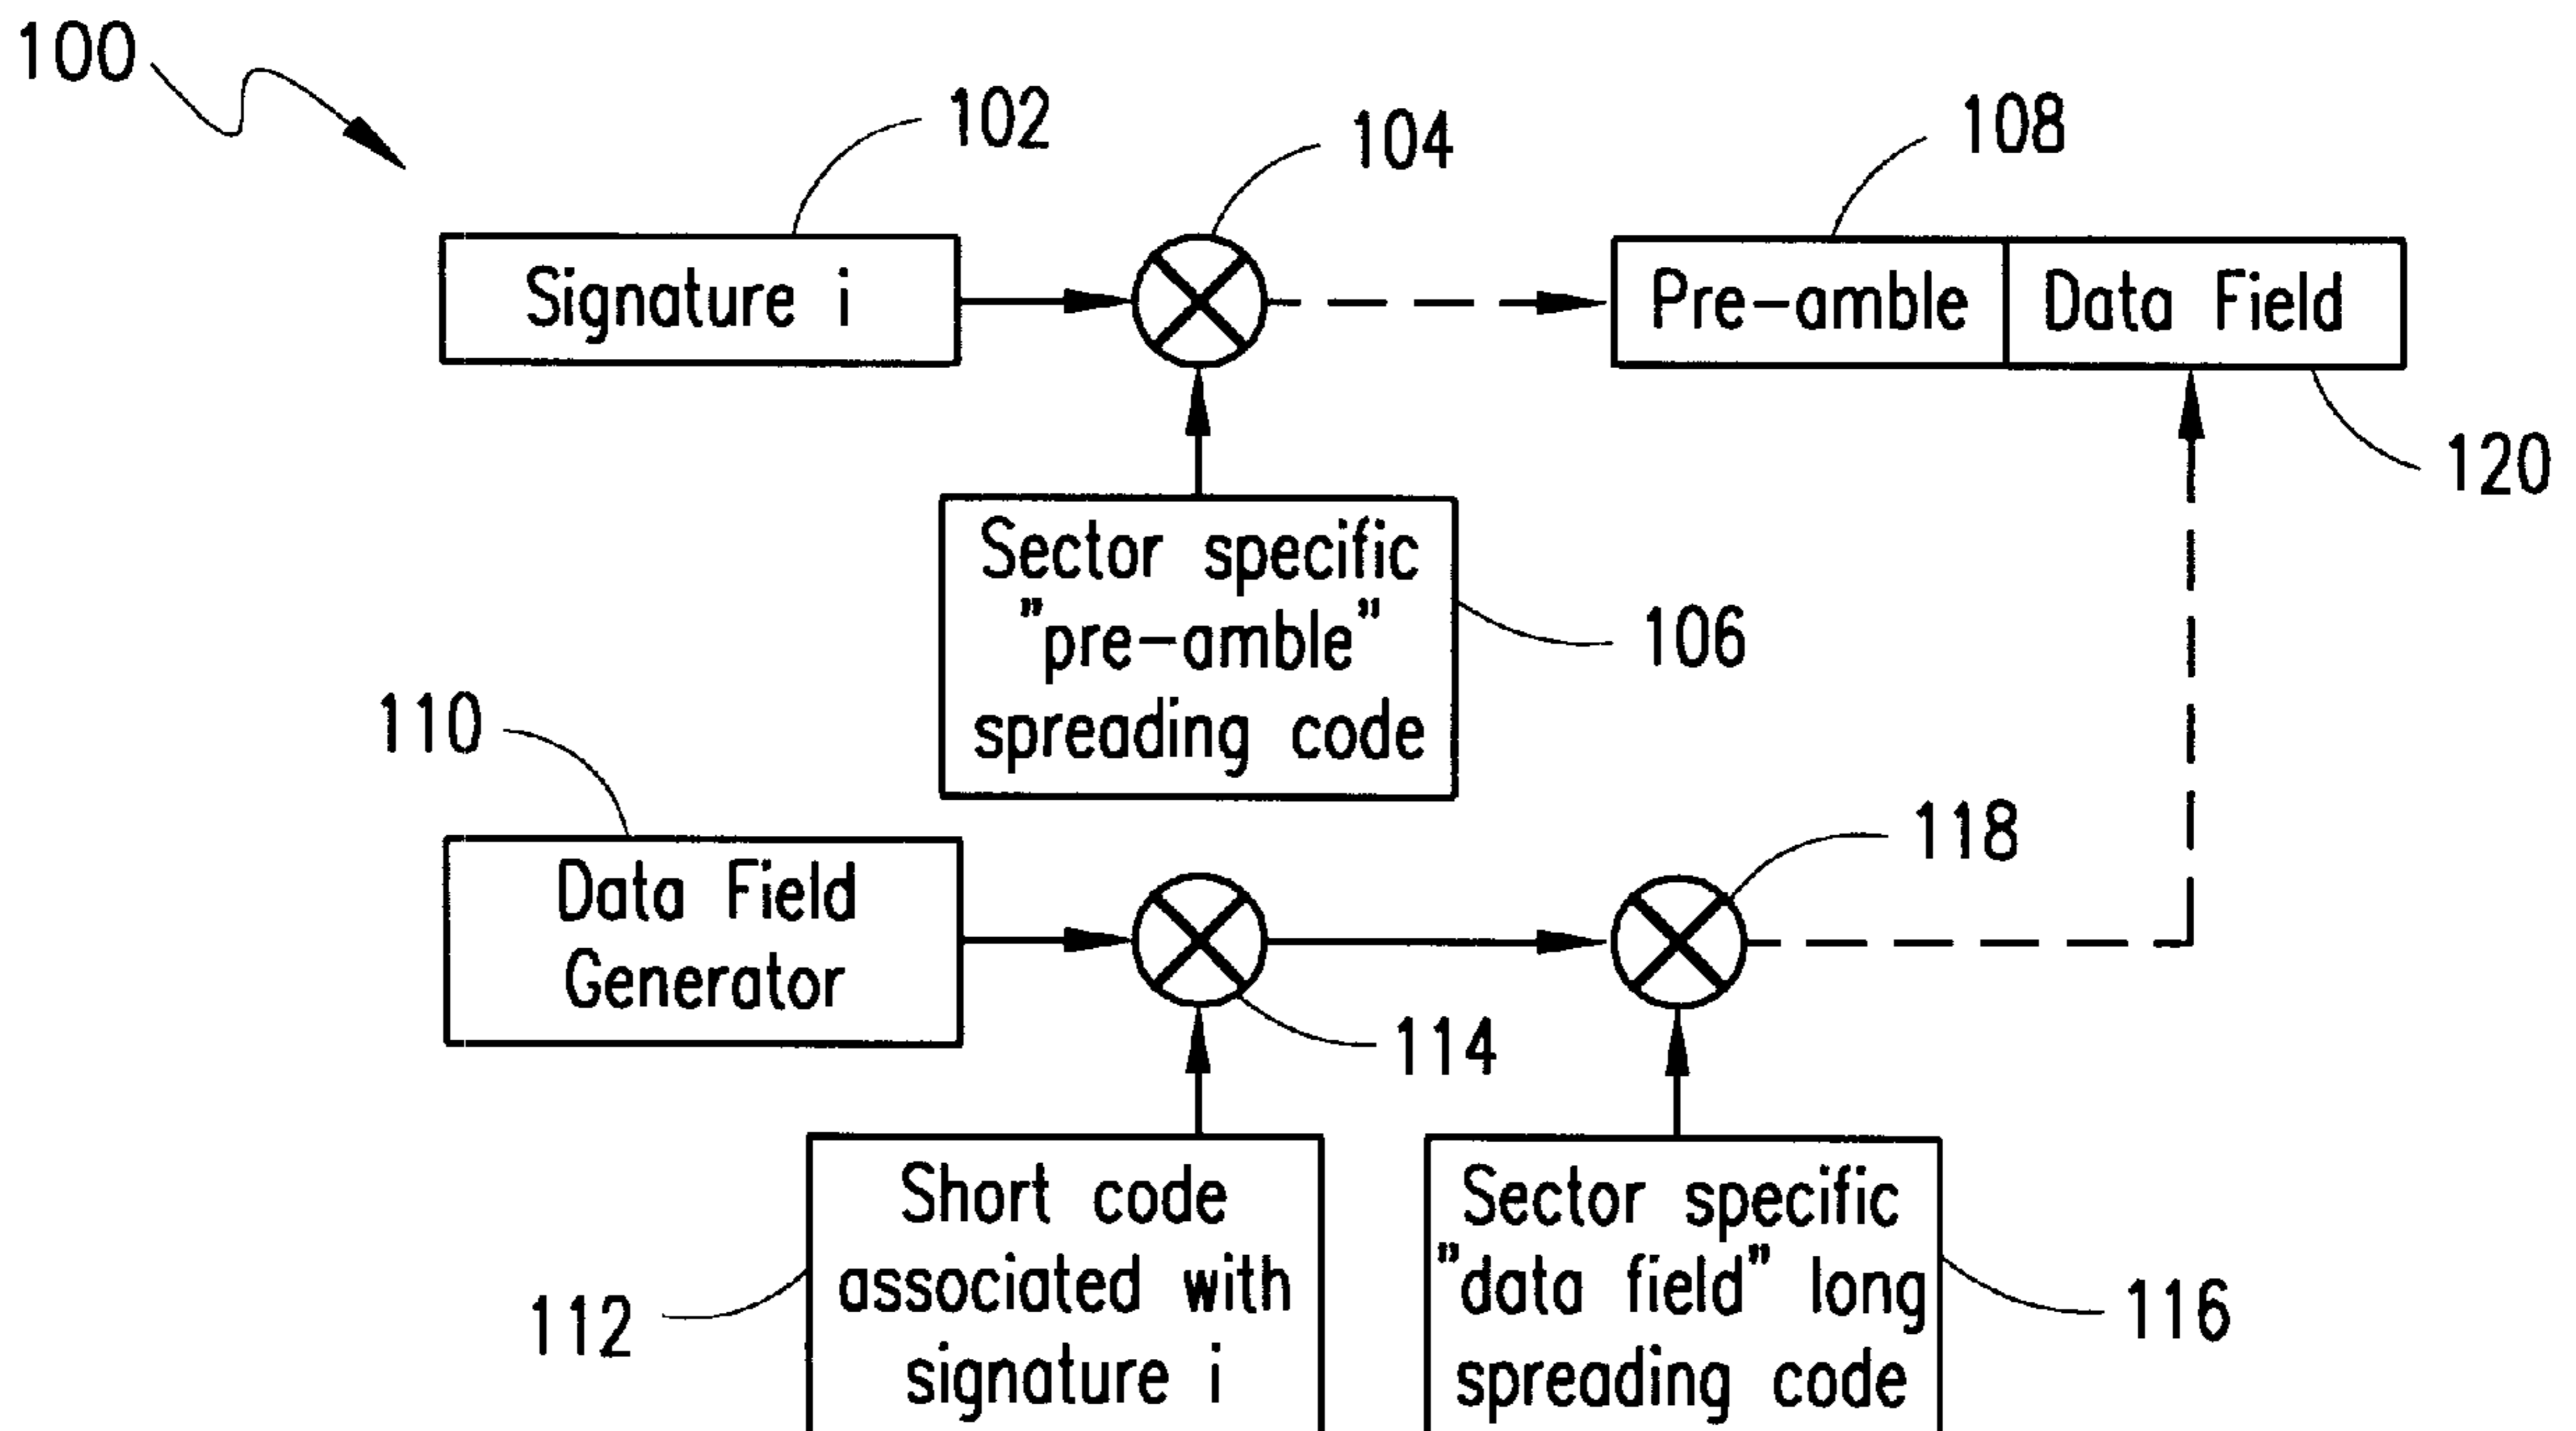 100
102
104
108
Signature i
Pre-amble
Data Field
120
Sector specific
"pre-amble"
spreading code
106
110
118
Data Field
Generator
114
Short code
associated with
signature i
112
Sector specific
"data field" long
spreading code
116